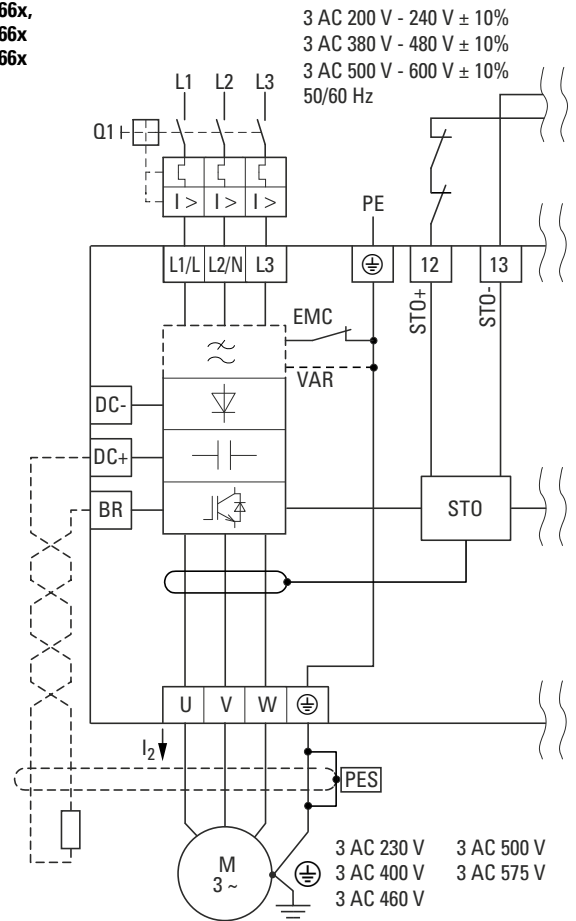 66x,
66x
66x
3 AC 200 V - 240 V ± 10%
3 AC 380 V - 480 V ± 10%
3 AC 500 V - 600 V ± 10%
50/60 Hz
L1 L2 L3
Q1
I > I > I >
PE
L1/L L2/N L3 12 13
STO+ STO-
EMC
VAR
DC-
DC+
BR
STO
U V W
I2
PES
M
3 ~
3 AC 230 V 3 AC 500 V
3 AC 400 V 3 AC 575 V
3 AC 460 V